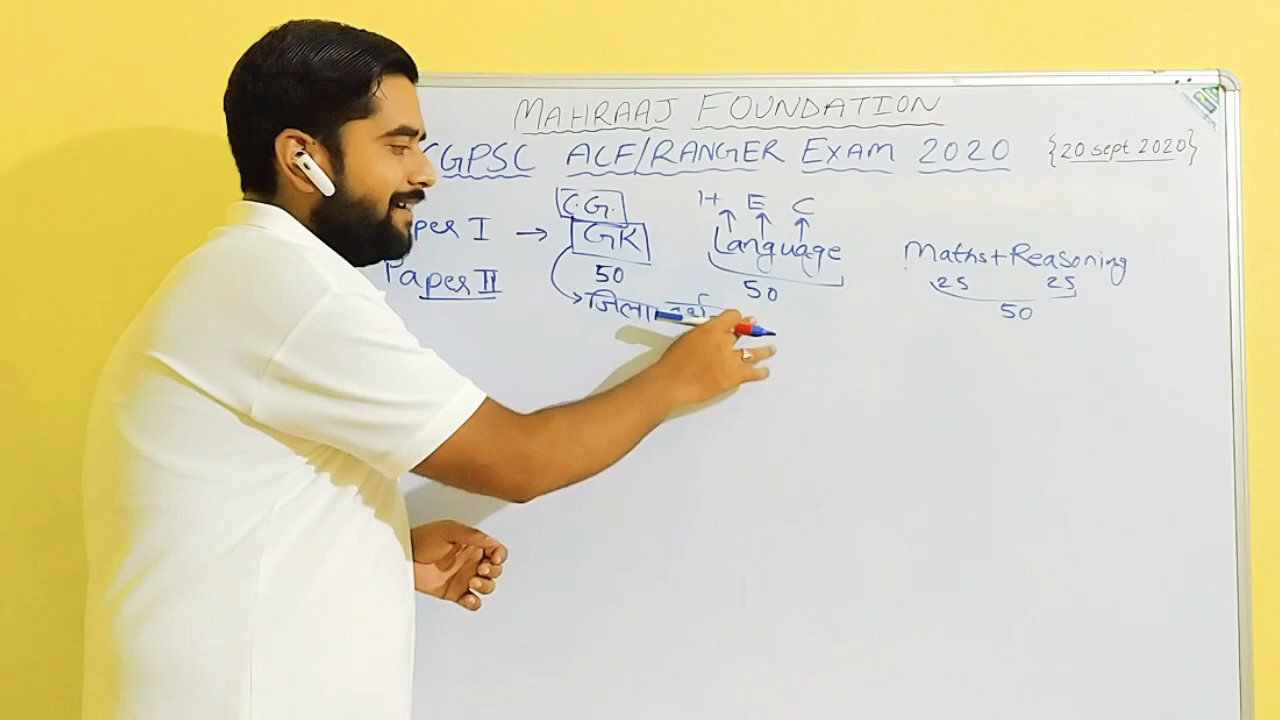 MAHRAAJ FOUNDATION
CGPSC ACF/RANGER EXAM 2020 {20 sept 2020}
C.G. H E C
per I → GK Language Maths+Reasoning
Paper II 50 50 25 25
50
जिला